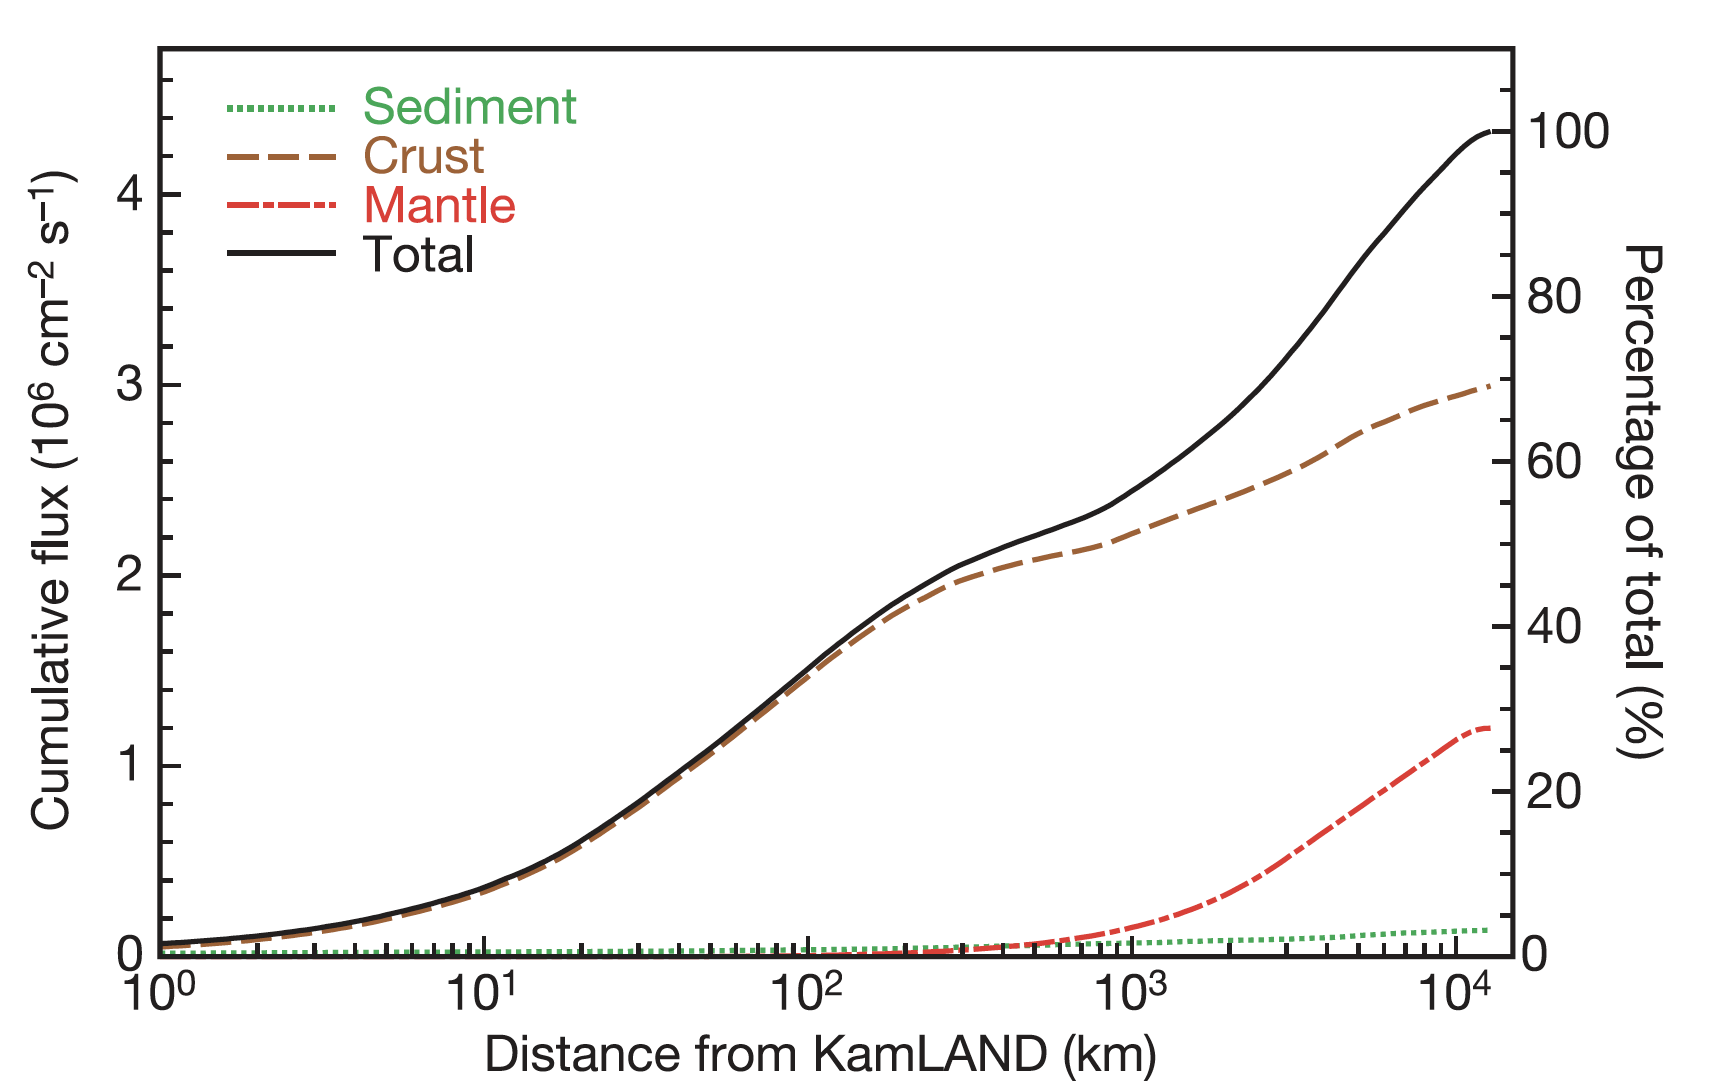 Sediment
Crust
Mantle
Total
Cumulative flux (10⁶ cm⁻² s⁻¹)
4
3
2
1
0
100
80
60
40
20
0
Percentage of total (%)
10⁰ 10¹ 10² 10³ 10⁴
Distance from KamLAND (km)